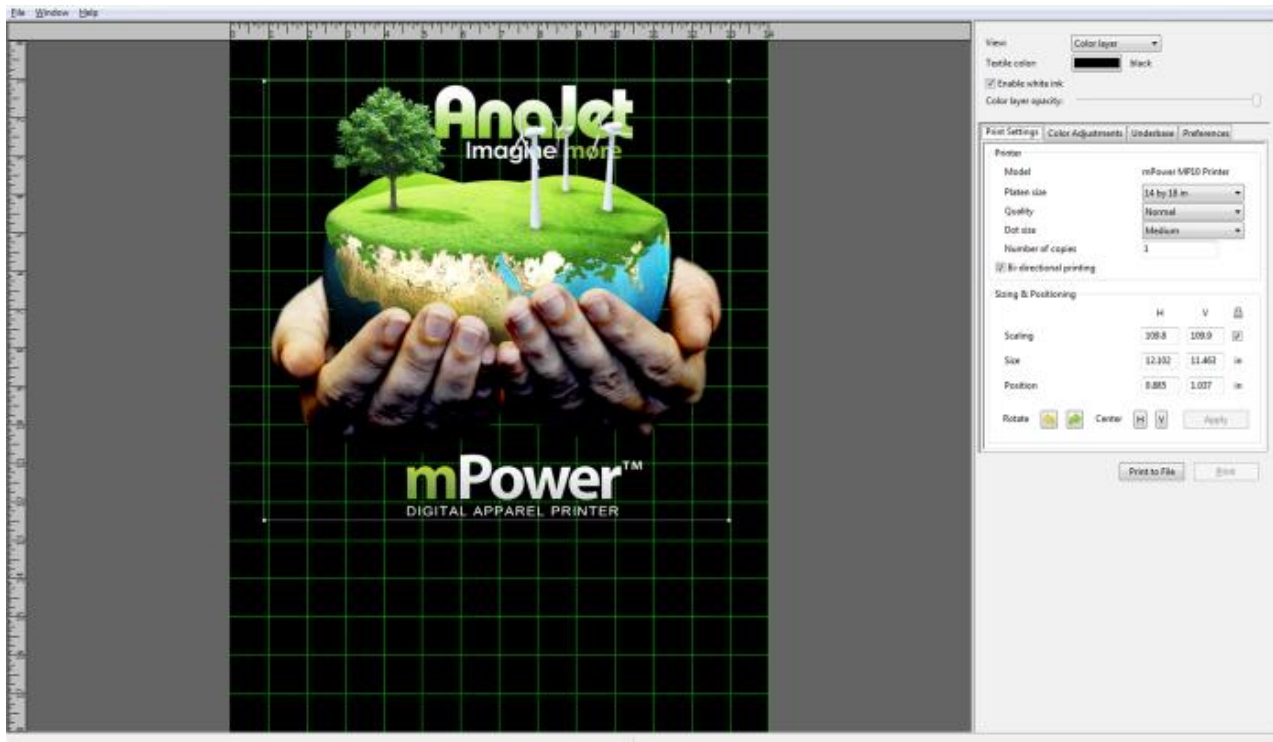 File Window Help
AnaJet
Imagine more
mPower™
DIGITAL APPAREL PRINTER
View: Color layer
Textile color: black
Enable white ink
Color layer opacity:
Print Settings Color Adjustments Underbase Preferences
Printer
Model mPower MP10 Printer
Platen size 14 by 18 in
Quality Normal
Dot size Medium
Number of copies 1
Bi-directional printing
Sizing & Positioning
H V
Scaling 109.9
Size 12.102 11.463 in
Position 0.885 1.037 in
Rotate Center H V Apply
Print to File Print